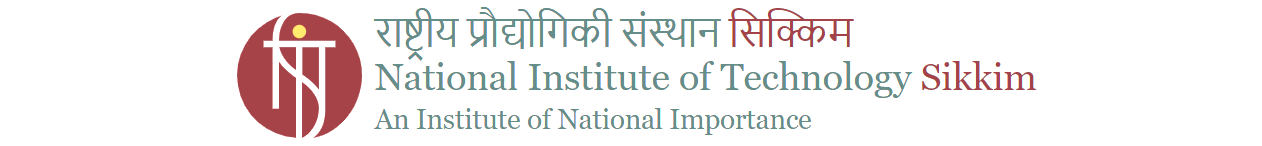 राष्ट्रीय प्रौद्योगिकी संस्थान सिक्किम
National Institute of Technology Sikkim
An Institute of National Importance